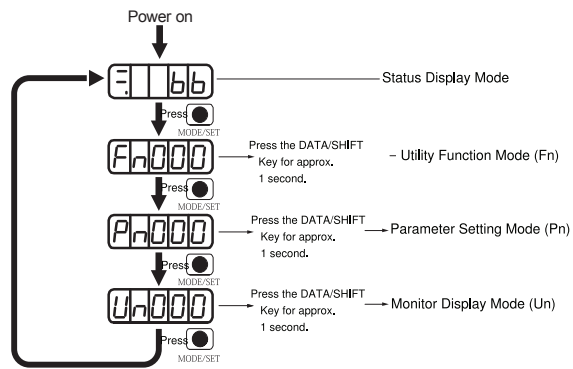 Power on
bb
Status Display Mode
Press
MODE/SET
Fn000
Press the DATA/SHIFT
Key for approx.
1 second.
– Utility Function Mode (Fn)
Press
MODE/SET
Pn000
Press the DATA/SHIFT
Key for approx.
1 second.
Parameter Setting Mode (Pn)
Press
MODE/SET
Un000
Press the DATA/SHIFT
Key for approx.
1 second.
Monitor Display Mode (Un)
Press
MODE/SET